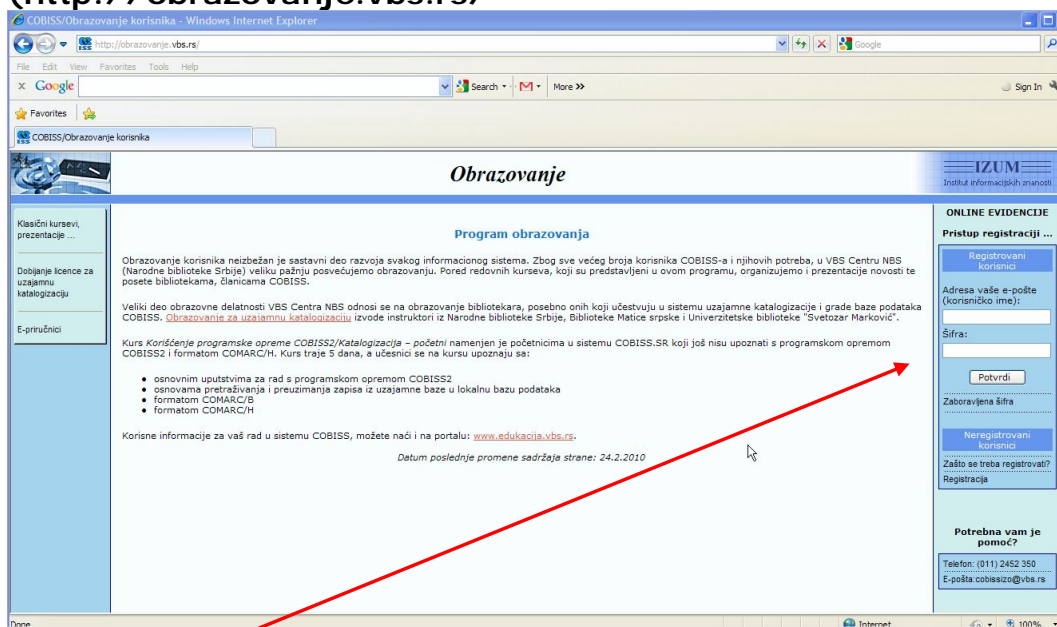 (http://obrazovanje.vbs.rs/
COBISS/Obrazovanje korisnika - Windows Internet Explorer
http://obrazovanje.vbs.rs/
Google
File Edit View Favorites Tools Help
x Google
Search
More >>
Sign In
Favorites
COBISS/Obrazovanje korisnika
Obrazovanje
IZUM
Institut informacijskih znanosti
Klasični kursevi,
prezentacije ...
Dobijanje licence za
uzajamnu
katalogizaciju
E-priručnici
Program obrazovanja
Obrazovanje korisnika neizbežan je sastavni deo razvoja svakog informacionog sistema. Zbog sve većeg broja korisnika COBISS-a i njihovih potreba, u VBS Centru NBS
(Narodne biblioteke Srbije) veliku pažnju posvećujemo obrazovanju. Pored redovnih kurseva, koji su predstavljeni u ovom programu, organizujemo i prezentacije novosti te
posete bibliotekama, članicama COBISS.
Veliki deo obrazovne delatnosti VBS Centra NBS odnosi se na obrazovanje bibliotekara, posebno onih koji učestvuju u sistemu uzajamne katalogizacije i grade baze podataka
COBISS. Obrazovanje za uzajamnu katalogizaciju izvode instruktori iz Narodne biblioteke Srbije, Biblioteke Matice srpske i Univerzitetske biblioteke "Svetozar Marković".
Kurs Korišćenje programske opreme COBISS2/Katalogizacija – početni namenjen je početnicima u sistemu COBISS.SR koji još nisu upoznati s programskom opremom
COBISS2 i formatom COMARC/H. Kurs traje 5 dana, a učesnici se na kursu upoznaju sa:
• osnovnim uputstvima za rad s programskom opremom COBISS2
• osnovama pretraživanja i preuzimanja zapisa iz uzajamne baze u lokalnu bazu podataka
• formatom COMARC/B
• formatom COMARC/H
Korisne informacije za vaš rad u sistemu COBISS, možete naći i na portalu: www.edukacija.vbs.rs.
Datum poslednje promene sadržaja strane: 24.2.2010
ONLINE EVIDENCIJE
Pristup registraciji ...
Registrovani
korisnici
Adresa vaše e-pošte
(korisničko ime):
Šifra:
Potvrdi
Zaboravljena šifra
Neregistrovani
korisnici
Zašto se treba registrovati?
Registracija
Potrebna vam je
pomoć?
Telefon: (011) 2452 350
E-pošta:cobissizo@vbs.rs
Done
Internet
100%